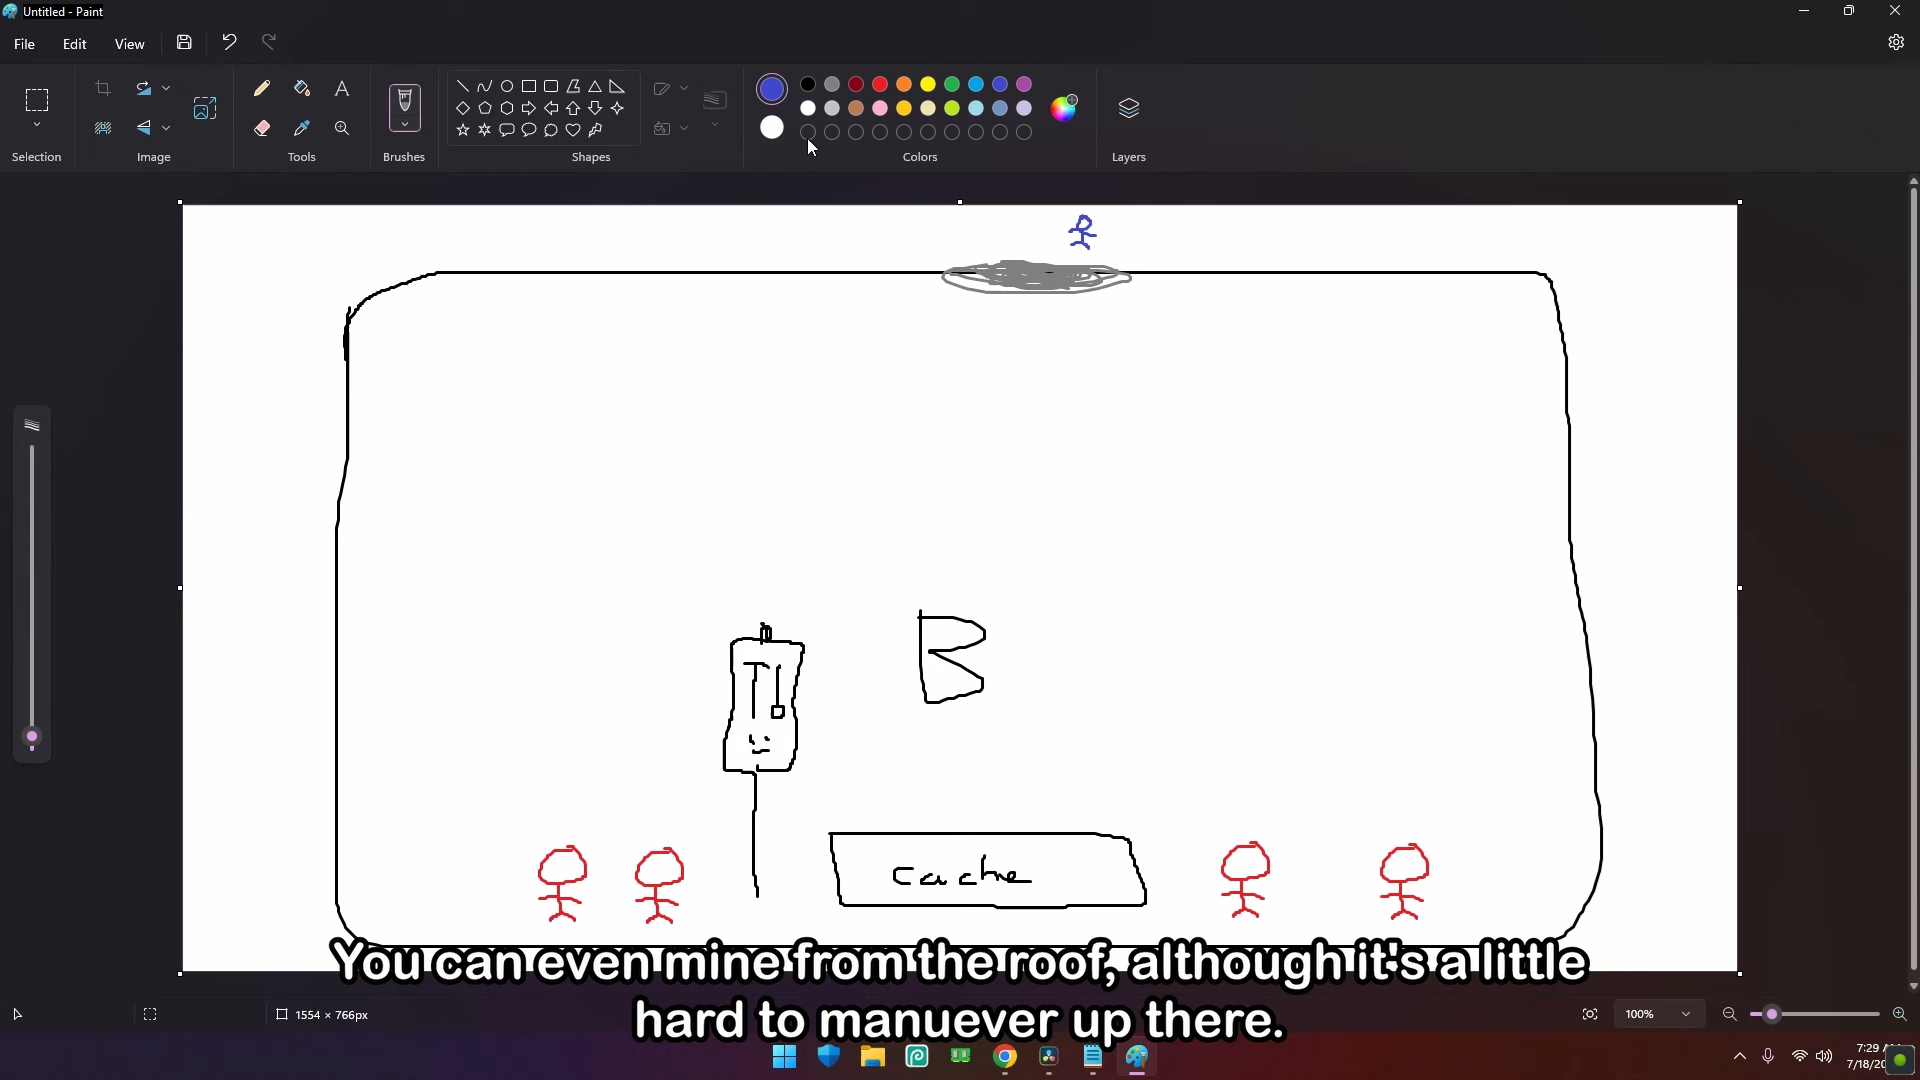 Untitled - Paint
File Edit View
Selection Image Tools Brushes Shapes Colors Layers
B
cache
You can even mine from the roof, although it's a little
hard to manuever up there.
1554 × 766px
100%
7:29